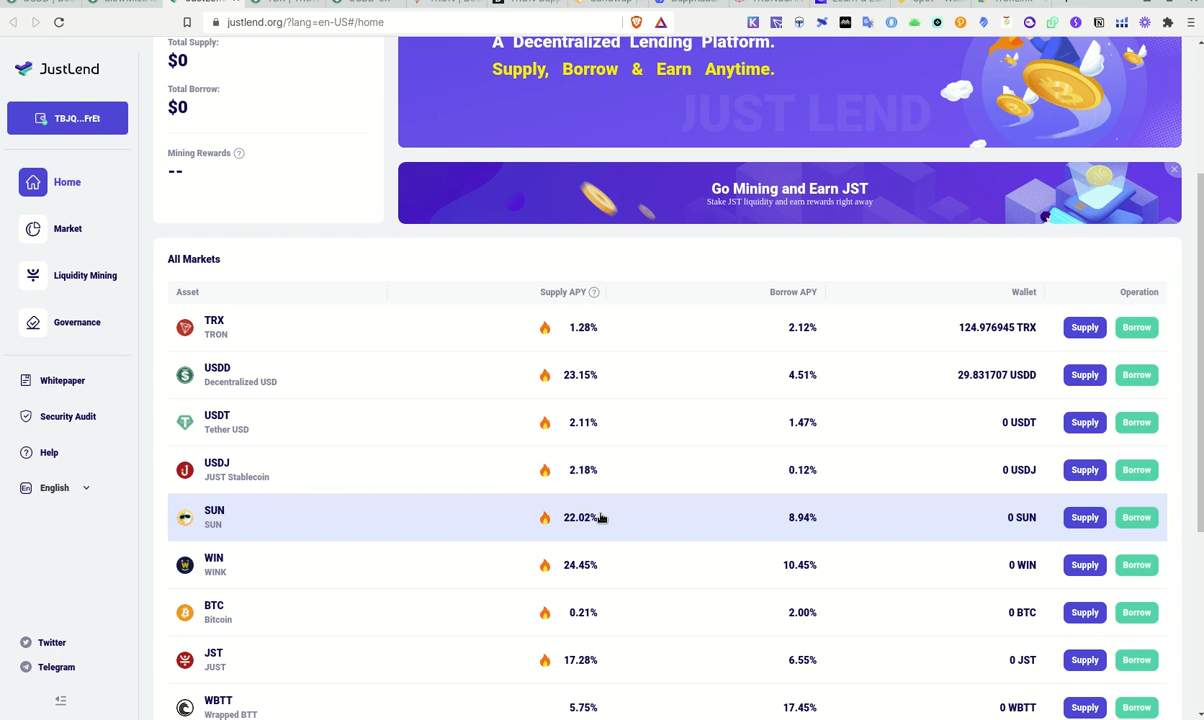 justlend.org/?lang=en-US#/home
JustLend
TBJQ...FrEt
Home
Market
Liquidity Mining
Governance
Whitepaper
Security Audit
Help
En English
Twitter
Telegram
Total Supply:
$0
Total Borrow:
$0
Mining Rewards ?
--
A Decentralized Lending Platform.
Supply, Borrow & Earn Anytime.
JUST LEND
Go Mining and Earn JST
Stake JST liquidity and earn rewards right away
All Markets
Asset Supply APY ? Borrow APY Wallet Operation
TRX
TRON
1.28% 2.12% 124.976945 TRX Supply Borrow
USDD
Decentralized USD
23.15% 4.51% 29.831707 USDD Supply Borrow
USDT
Tether USD
2.11% 1.47% 0 USDT Supply Borrow
USDJ
JUST Stablecoin
2.18% 0.12% 0 USDJ Supply Borrow
SUN
SUN
22.02% 8.94% 0 SUN Supply Borrow
WIN
WINK
24.45% 10.45% 0 WIN Supply Borrow
BTC
Bitcoin
0.21% 2.00% 0 BTC Supply Borrow
JST
JUST
17.28% 6.55% 0 JST Supply Borrow
WBTT
Wrapped BTT
5.75% 17.45% 0 WBTT Supply Borrow